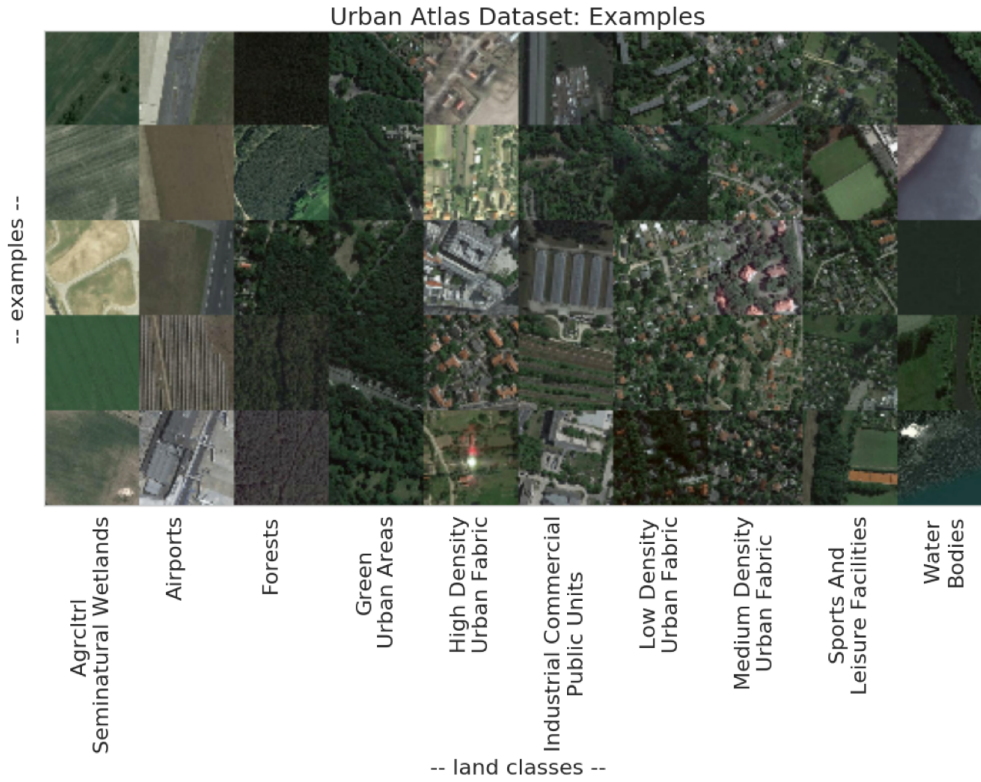 Urban Atlas Dataset: Examples
-- examples --
Agrcltrl
Seminatural Wetlands
Airports
Forests
Green
Urban Areas
High Density
Urban Fabric
Industrial Commercial
Public Units
Low Density
Urban Fabric
Medium Density
Urban Fabric
Sports And
Leisure Facilities
Water
Bodies
-- land classes --